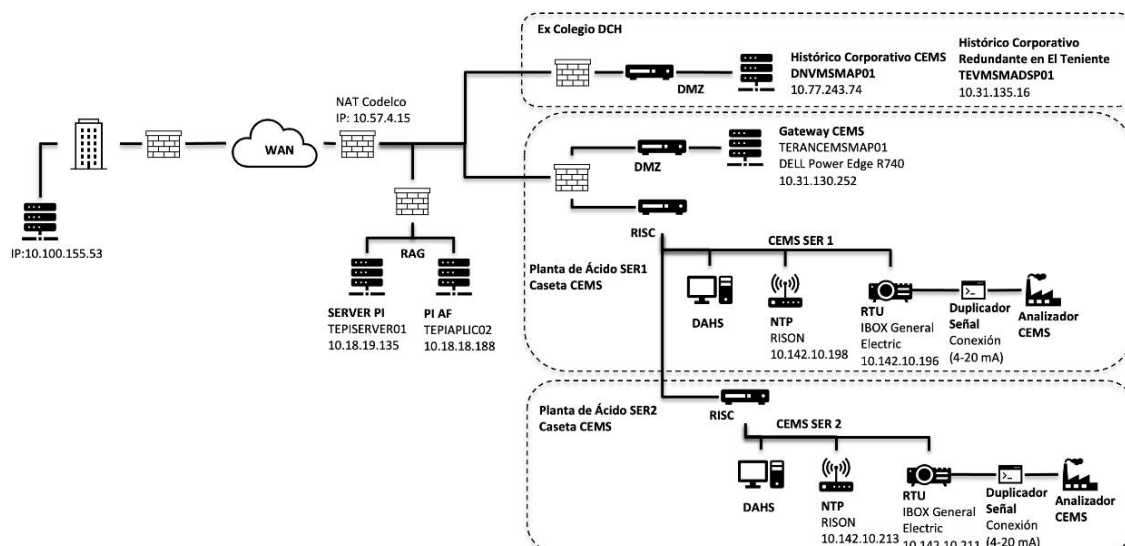 Ex Colegio DCH
Histórico Corporativo CEMS
DNVMSMAP01
10.77.243.74
Histórico Corporativo
Redundante en El Teniente
TEVMSMADSP01
10.31.135.16
DMZ
NAT Codelco
IP: 10.57.4.15
WAN
IP:10.100.155.53
RAG
SERVER PI
TEPISERVER01
10.18.19.135
PI AF
TEPIAPLIC02
10.18.18.188
Gateway CEMS
TERANCEMSMAP01
DELL Power Edge R740
10.31.130.252
DMZ
RISC
CEMS SER 1
Planta de Ácido SER1
Caseta CEMS
DAHS
NTP
RISON
10.142.10.198
RTU
IBOX General
Electric
10.142.10.196
Duplicador
Señal
Conexión
(4-20 mA)
Analizador
CEMS
Planta de Ácido SER2
Caseta CEMS
RISC
CEMS SER 2
DAHS
NTP
RISON
10.142.10.213
RTU
IBOX General
Electric
10.142.10.211
Duplicador
Señal
Conexión
(4-20 mA)
Analizador
CEMS